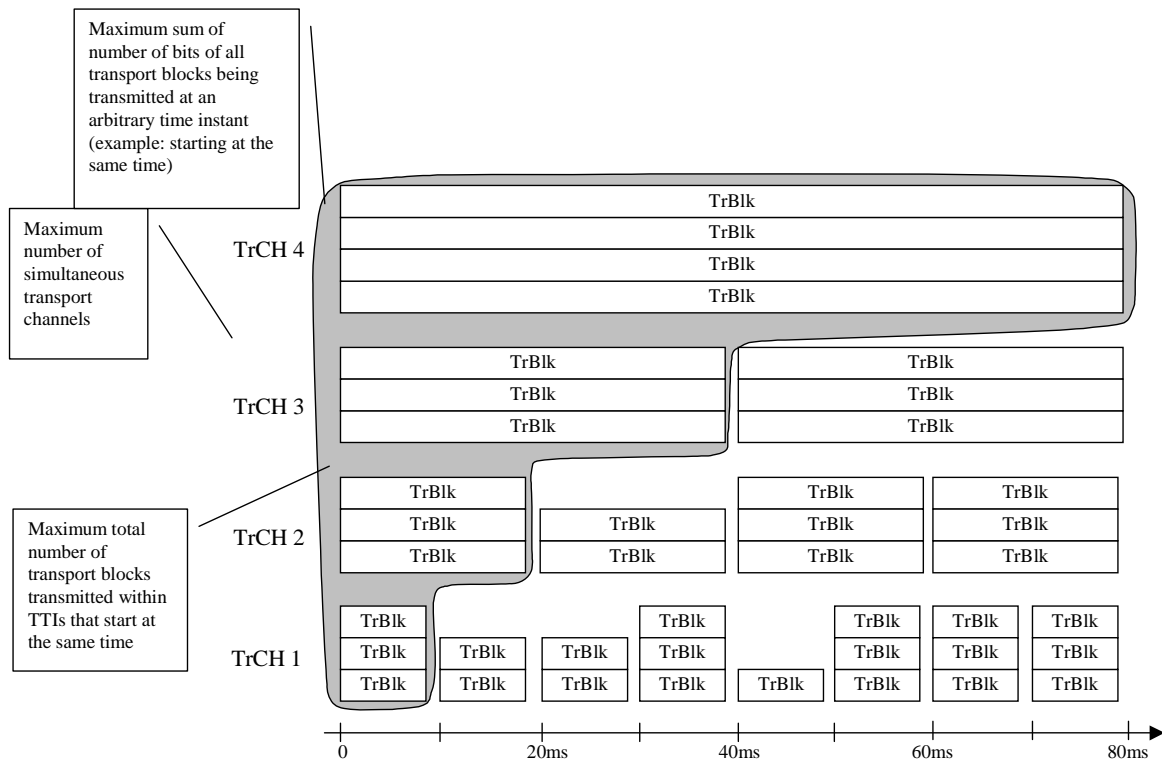 Maximum sum of
number of bits of all
transport blocks being
transmitted at an
arbitrary time instant
(example: starting at the
same time)
Maximum
number of
simultaneous
transport
channels
Maximum total
number of
transport blocks
transmitted within
TTIs that start at
the same time
TrCH 4
TrBlk
TrBlk
TrBlk
TrBlk
TrCH 3
TrBlk TrBlk
TrBlk TrBlk
TrBlk TrBlk
TrCH 2
TrBlk TrBlk TrBlk
TrBlk TrBlk TrBlk TrBlk
TrBlk TrBlk TrBlk TrBlk
TrCH 1
TrBlk TrBlk TrBlk TrBlk TrBlk
TrBlk TrBlk TrBlk TrBlk TrBlk TrBlk TrBlk
TrBlk TrBlk TrBlk TrBlk TrBlk TrBlk TrBlk TrBlk
0 20ms 40ms 60ms 80ms